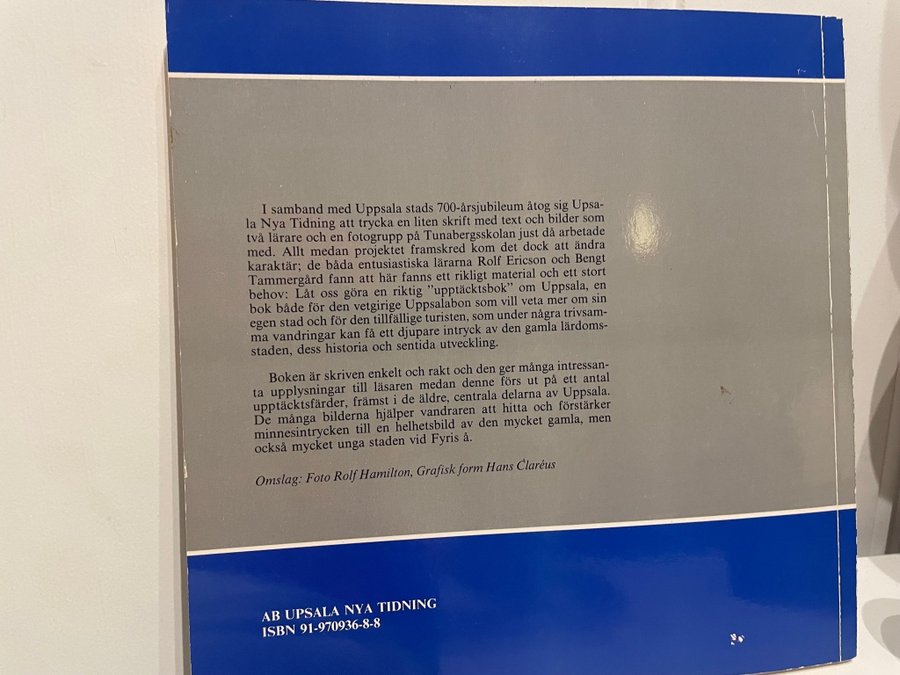 I samband med Uppsala stads 700-årsjubileum åtog sig Upsa-
la Nya Tidning att trycka en liten skrift med text och bilder som
två lärare och en fotogrupp på Tunabergsskolan just då arbetade
med. Allt medan projektet framskred kom det dock att ändra
karaktär; de båda entusiastiska lärarna Rolf Ericson och Bengt
Tammergård fann att här fanns ett rikligt material och ett stort
behov: Låt oss göra en riktig ”upptäcktsbok” om Uppsala, en
bok både för den vetgirige Uppsalabon som vill veta mer om sin
egen stad och för den tillfällige turisten, som under några trivsam-
ma vandringar kan få ett djupare intryck av den gamla lärdoms-
staden, dess historia och sentida utveckling.
Boken är skriven enkelt och rakt och den ger många intressan-
ta upplysningar till läsaren medan denne förs ut på ett antal
upptäcktsfärder, främst i de äldre, centrala delarna av Uppsala.
De många bilderna hjälper vandraren att hitta och förstärker
minnesintrycken till en helhetsbild av den mycket gamla, men
också mycket unga staden vid Fyris å.
Omslag: Foto Rolf Hamilton, Grafisk form Hans Claréus
AB UPSALA NYA TIDNING
ISBN 91-970936-8-8